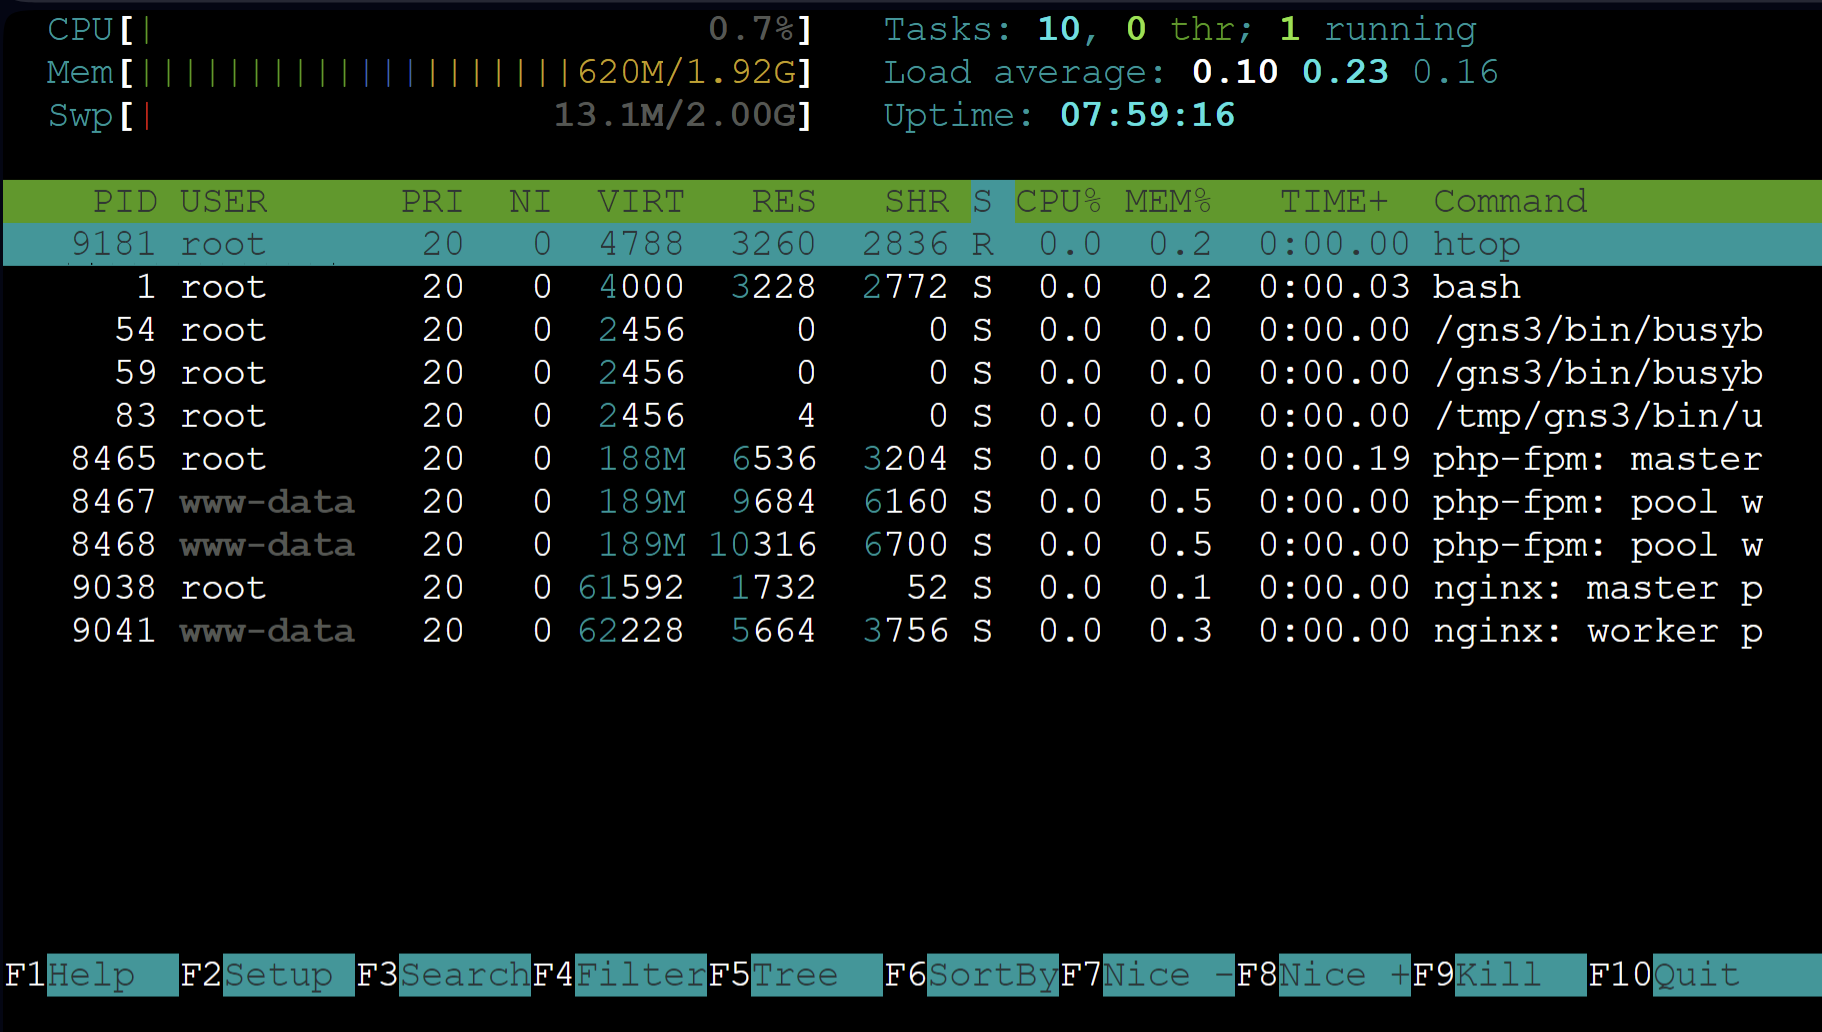 CPU[| 0.7%] Tasks: 10, 0 thr; 1 running
Mem[||||||||||||||||||||620M/1.92G] Load average: 0.10 0.23 0.16
Swp[| 13.1M/2.00G] Uptime: 07:59:16
PID USER PRI NI VIRT RES SHR S CPU% MEM% TIME+ Command
9181 root 20 0 4788 3260 2836 R 0.0 0.2 0:00.00 htop
1 root 20 0 4000 3228 2772 S 0.0 0.2 0:00.03 bash
54 root 20 0 2456 0 0 S 0.0 0.0 0:00.00 /gns3/bin/busyb
59 root 20 0 2456 0 0 S 0.0 0.0 0:00.00 /gns3/bin/busyb
83 root 20 0 2456 4 0 S 0.0 0.0 0:00.00 /tmp/gns3/bin/u
8465 root 20 0 188M 6536 3204 S 0.0 0.3 0:00.19 php-fpm: master
8467 www-data 20 0 189M 9684 6160 S 0.0 0.5 0:00.00 php-fpm: pool w
8468 www-data 20 0 189M 10316 6700 S 0.0 0.5 0:00.00 php-fpm: pool w
9038 root 20 0 61592 1732 52 S 0.0 0.1 0:00.00 nginx: master p
9041 www-data 20 0 62228 5664 3756 S 0.0 0.3 0:00.00 nginx: worker p
F1Help F2Setup F3SearchF4FilterF5Tree F6SortByF7Nice -F8Nice +F9Kill F10Quit